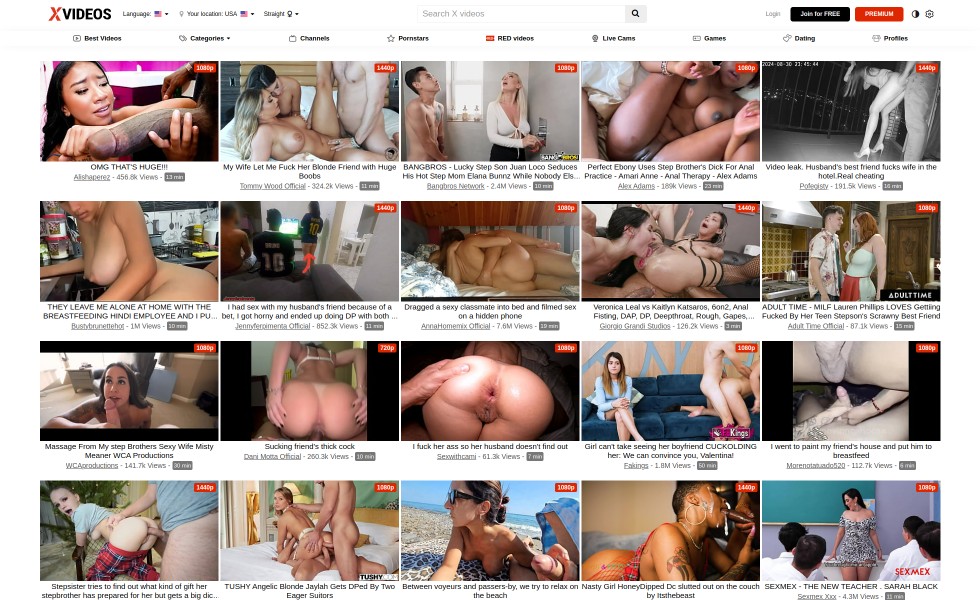 XVIDEOS
Language:
Your location: USA
Straight
Search X videos
Login
Join for FREE
PREMIUM
Best Videos
Categories
Channels
Pornstars
RED videos
Live Cams
Games
Dating
Profiles
1080p
1440p
1080p
1080p
2024-08-30 23:45:44
1440p
BANGBROS
OMG THAT'S HUGE!!!
Alishaperez - 456.8k Views - 13 min
My Wife Let Me Fuck Her Blonde Friend with Huge
Boobs
Tommy Wood Official - 324.2k Views - 11 min
BANGBROS - Lucky Step Son Juan Loco Seduces
His Hot Step Mom Elana Bunnz While Nobody Els...
Bangbros Network - 2.4M Views - 10 min
Perfect Ebony Uses Step Brother's Dick For Anal
Practice - Amari Anne - Anal Therapy - Alex Adams
Alex Adams - 189k Views - 23 min
Video leak. Husband's best friend fucks wife in the
hotel.Real cheating
Pofegisty - 191.5k Views - 16 min
1080p
1440p
1080p
1440p
1080p
10
10
ADULT TIME
THEY LEAVE ME ALONE AT HOME WITH THE
BREASTFEEDING HINDI EMPLOYEE AND I PU...
Bustybrunettehot - 1M Views - 10 min
I had sex with my husband's friend because of a
bet, I got horny and ended up doing DP with both ...
Jennyferpimenta Official - 852.3k Views - 11 min
Dragged a sexy classmate into bed and filmed sex
on a hidden phone
AnnaHomemix Official - 7.6M Views - 19 min
Veronica Leal vs Kaitlyn Katsaros, 6on2, Anal
Fisting, DAP, DP, Deepthroat, Rough, Gapes,...
Giorgio Grandi Studios - 126.2k Views - 3 min
ADULT TIME - MILF Lauren Phillips LOVES Gettiing
Fucked By Her Teen Stepson's Scrawny Best Friend
Adult Time Official - 87.1k Views - 15 min
1080p
720p
1080p
1080p
1080p
FaKings
Massage From My step Brothers Sexy Wife Misty
Meaner WCA Productions
WCAproductions - 141.7k Views - 30 min
Sucking friend's thick cock
Dani Motta Official - 260.3k Views - 10 min
I fuck her ass so her husband doesn't find out
Sexwithcami - 61.3k Views - 7 min
Girl can't take seeing her boyfriend CUCKOLDING
her: We can convince you, Valentina!
Fakings - 1.8M Views - 50 min
I went to paint my friend's house and put him to
breastfeed
Morenotatuado520 - 112.7k Views - 6 min
1440p
1080p
1080p
1440p
1080p
TUSHY
SEXMEX
Stepsister tries to find out what kind of gift her
stepbrother has prepared for her but gets a big dic...
TUSHY Angelic Blonde Jaylah Gets DPed By Two
Eager Suitors
Between voyeurs and passers-by, we try to relax on
the beach
Nasty Girl HoneyDipped Dc slutted out on the couch
by Itsthebeast
SEXMEX - THE NEW TEACHER . SARAH BLACK
Sexmex Xxx - 4.3M Views - 11 min